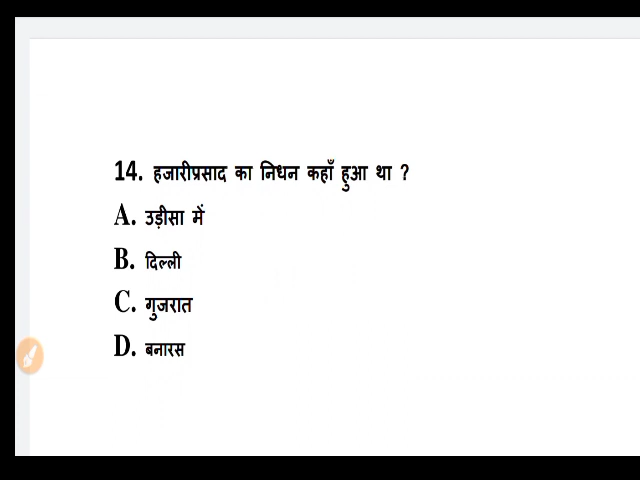 14. हजारीप्रसाद का निधन कहाँ हुआ था ?
A. उड़ीसा में
B. दिल्ली
C. गुजरात
D. बनारस